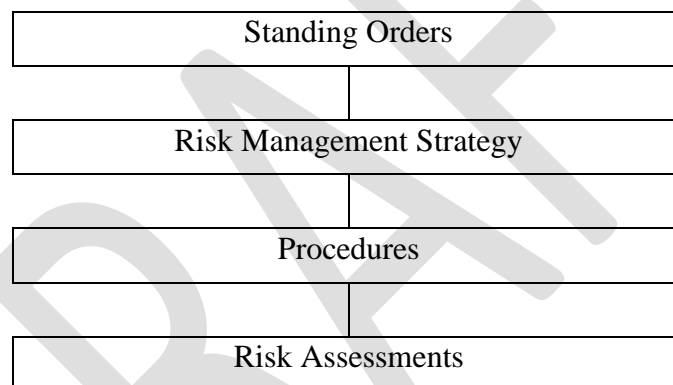 Standing Orders
Risk Management Strategy
Procedures
Risk Assessments